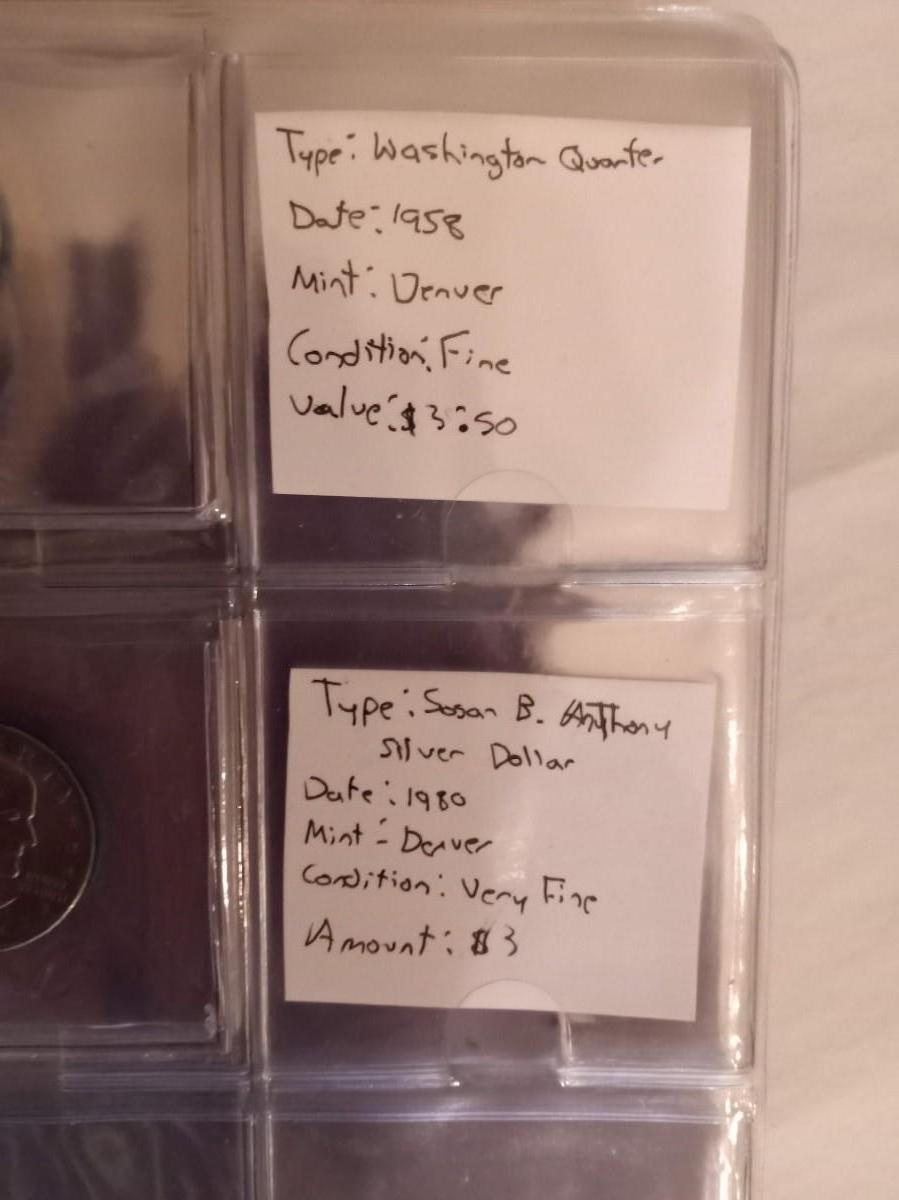 Type: Washington Quarter
Date: 1958
Mint: Denver
Condition: Fine
Value: $3.50
Type: Susan B. Anthony
Silver Dollar
Date: 1980
Mint - Denver
Condition: Very Fine
Amount: $3